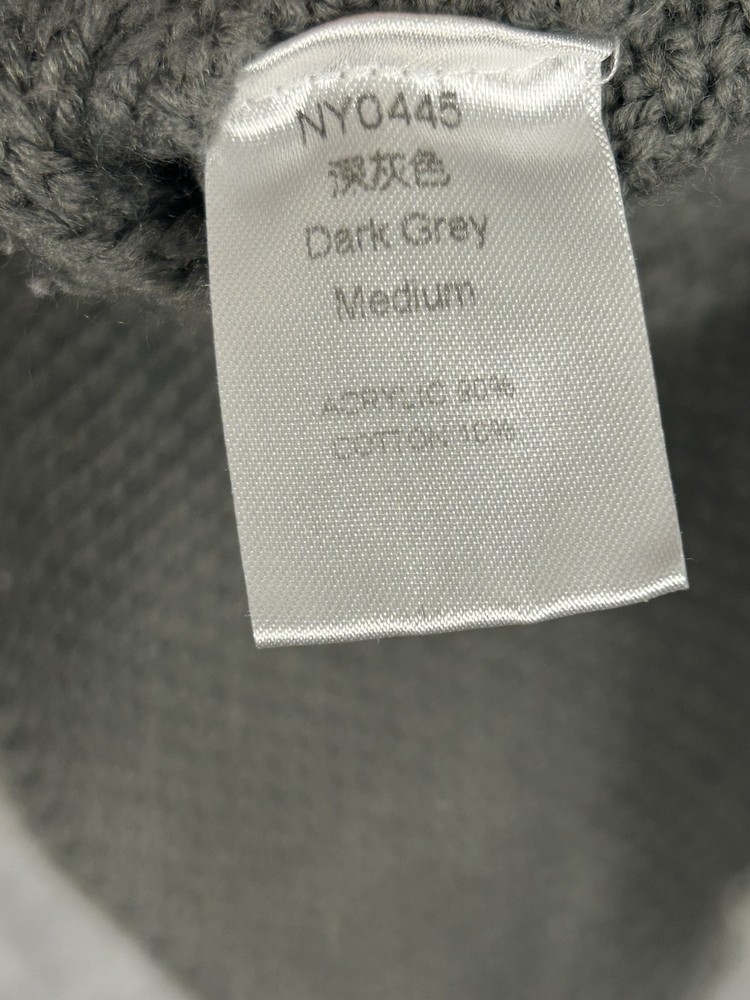 NY0445
深灰色
Dark Grey
Medium
ACRYLIC 90%
COTTON 10%